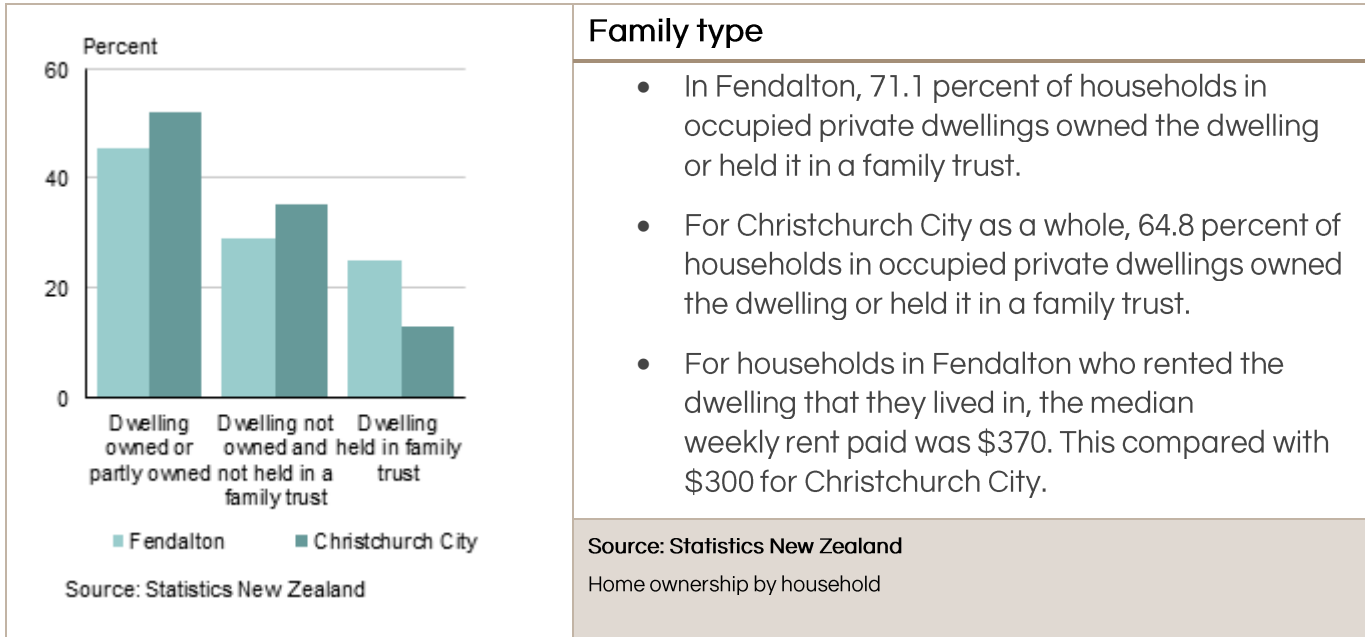 Percent
60
40
20
0
Dwelling owned or partly owned
Dwelling not owned and not held in a family trust
Dwelling held in family trust
Fendalton
Christchurch City
Source: Statistics New Zealand
Family type
• In Fendalton, 71.1 percent of households in
occupied private dwellings owned the dwelling
or held it in a family trust.
• For Christchurch City as a whole, 64.8 percent of
households in occupied private dwellings owned
the dwelling or held it in a family trust.
• For households in Fendalton who rented the
dwelling that they lived in, the median
weekly rent paid was $370. This compared with
$300 for Christchurch City.
Source: Statistics New Zealand
Home ownership by household